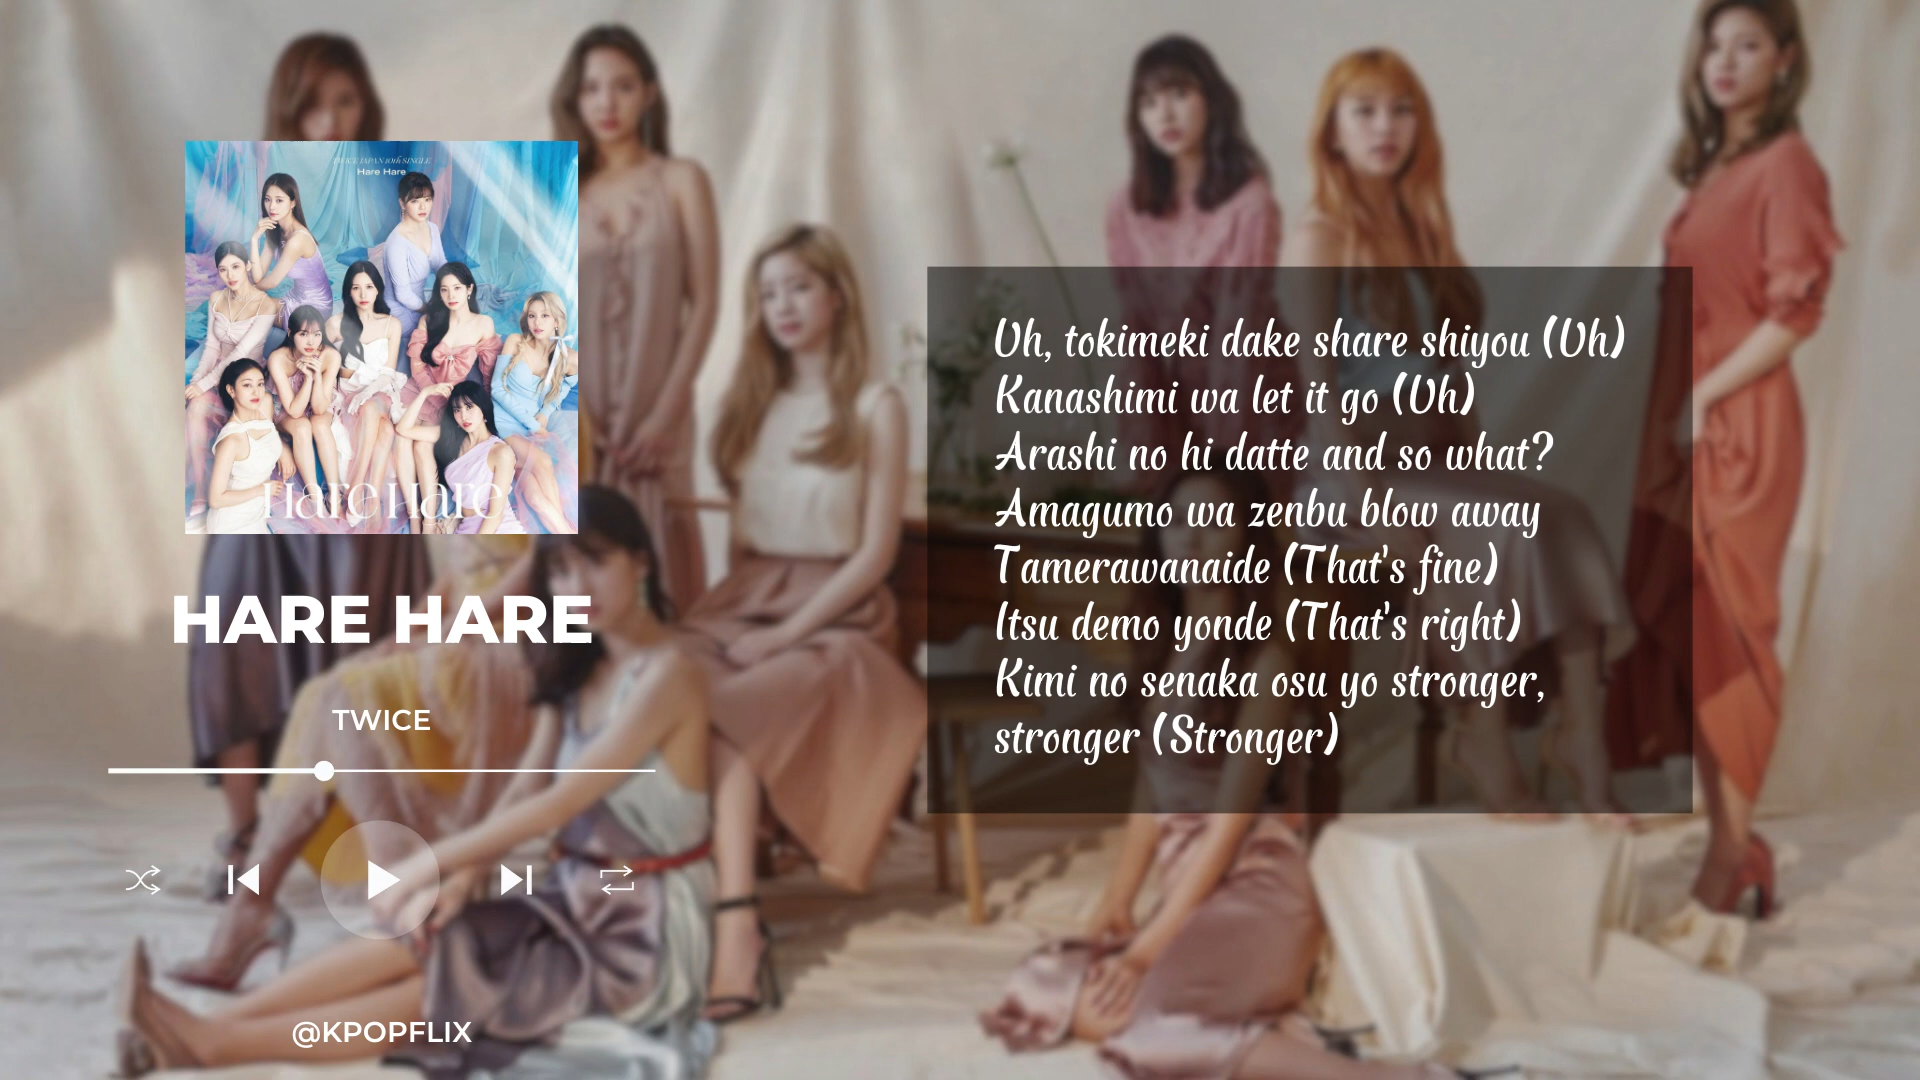 TWICE JAPAN 10th SINGLE
Hare Hare
Hare Hare
HARE HARE
TWICE
@KPOPFLIX
Uh, tokimeki dake share shiyou (Uh)
Kanashimi wa let it go (Uh)
Arashi no hi datte and so what?
Amagumo wa zenbu blow away
Tamerawanaide (That's fine)
Itsu demo yonde (That's right)
Kimi no senaka osu yo stronger,
stronger (Stronger)